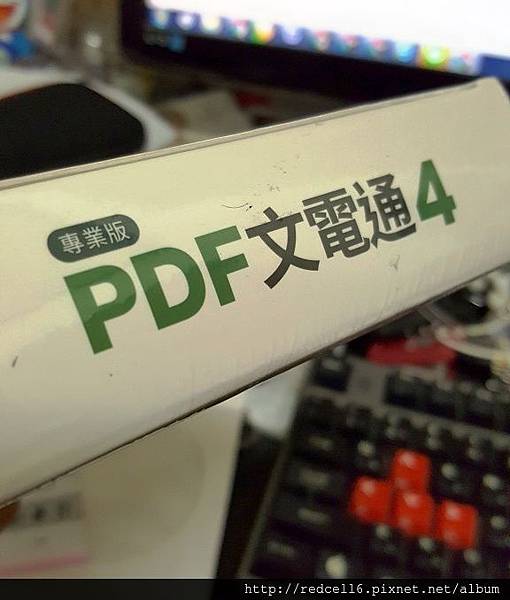 專業版
PDF文電通4
http://redcell6.pixnet.net/album